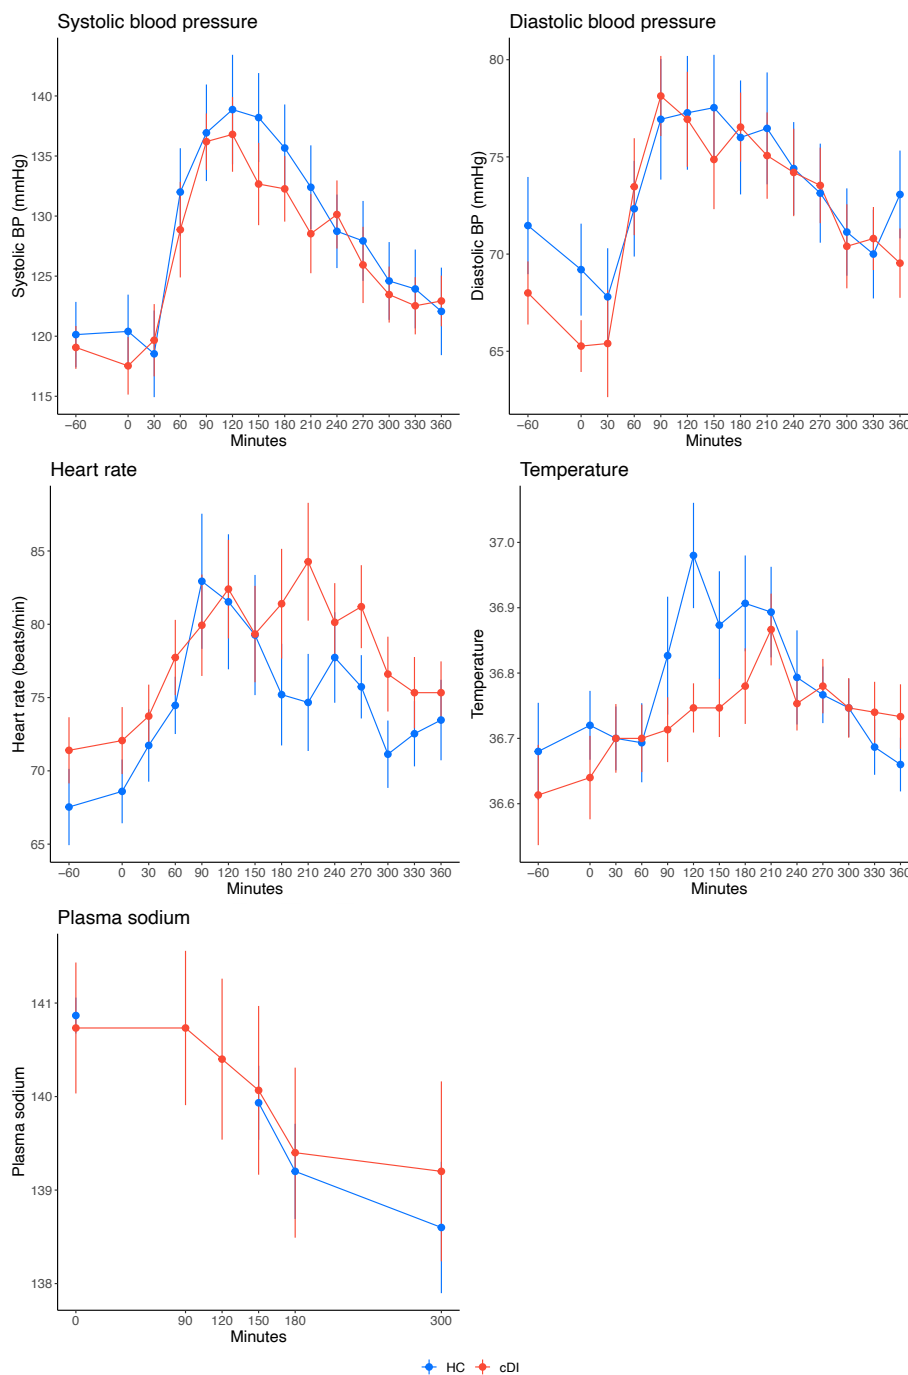 Systolic blood pressure
Systolic BP (mmHg)
140
135
130
125
120
115
−60 0 30 60 90 120 150 180 210 240 270 300 330 360
Minutes
Diastolic blood pressure
Diastolic BP (mmHg)
80
75
70
65
−60 0 30 60 90 120 150 180 210 240 270 300 330 360
Minutes
Heart rate
Heart rate (beats/min)
85
80
75
70
65
−60 0 30 60 90 120 150 180 210 240 270 300 330 360
Minutes
Temperature
Temperature
37.0
36.9
36.8
36.7
36.6
−60 0 30 60 90 120 150 180 210 240 270 300 330 360
Minutes
Plasma sodium
Plasma sodium
141
140
139
138
0 90 120 150 180 300
Minutes
HC cDI